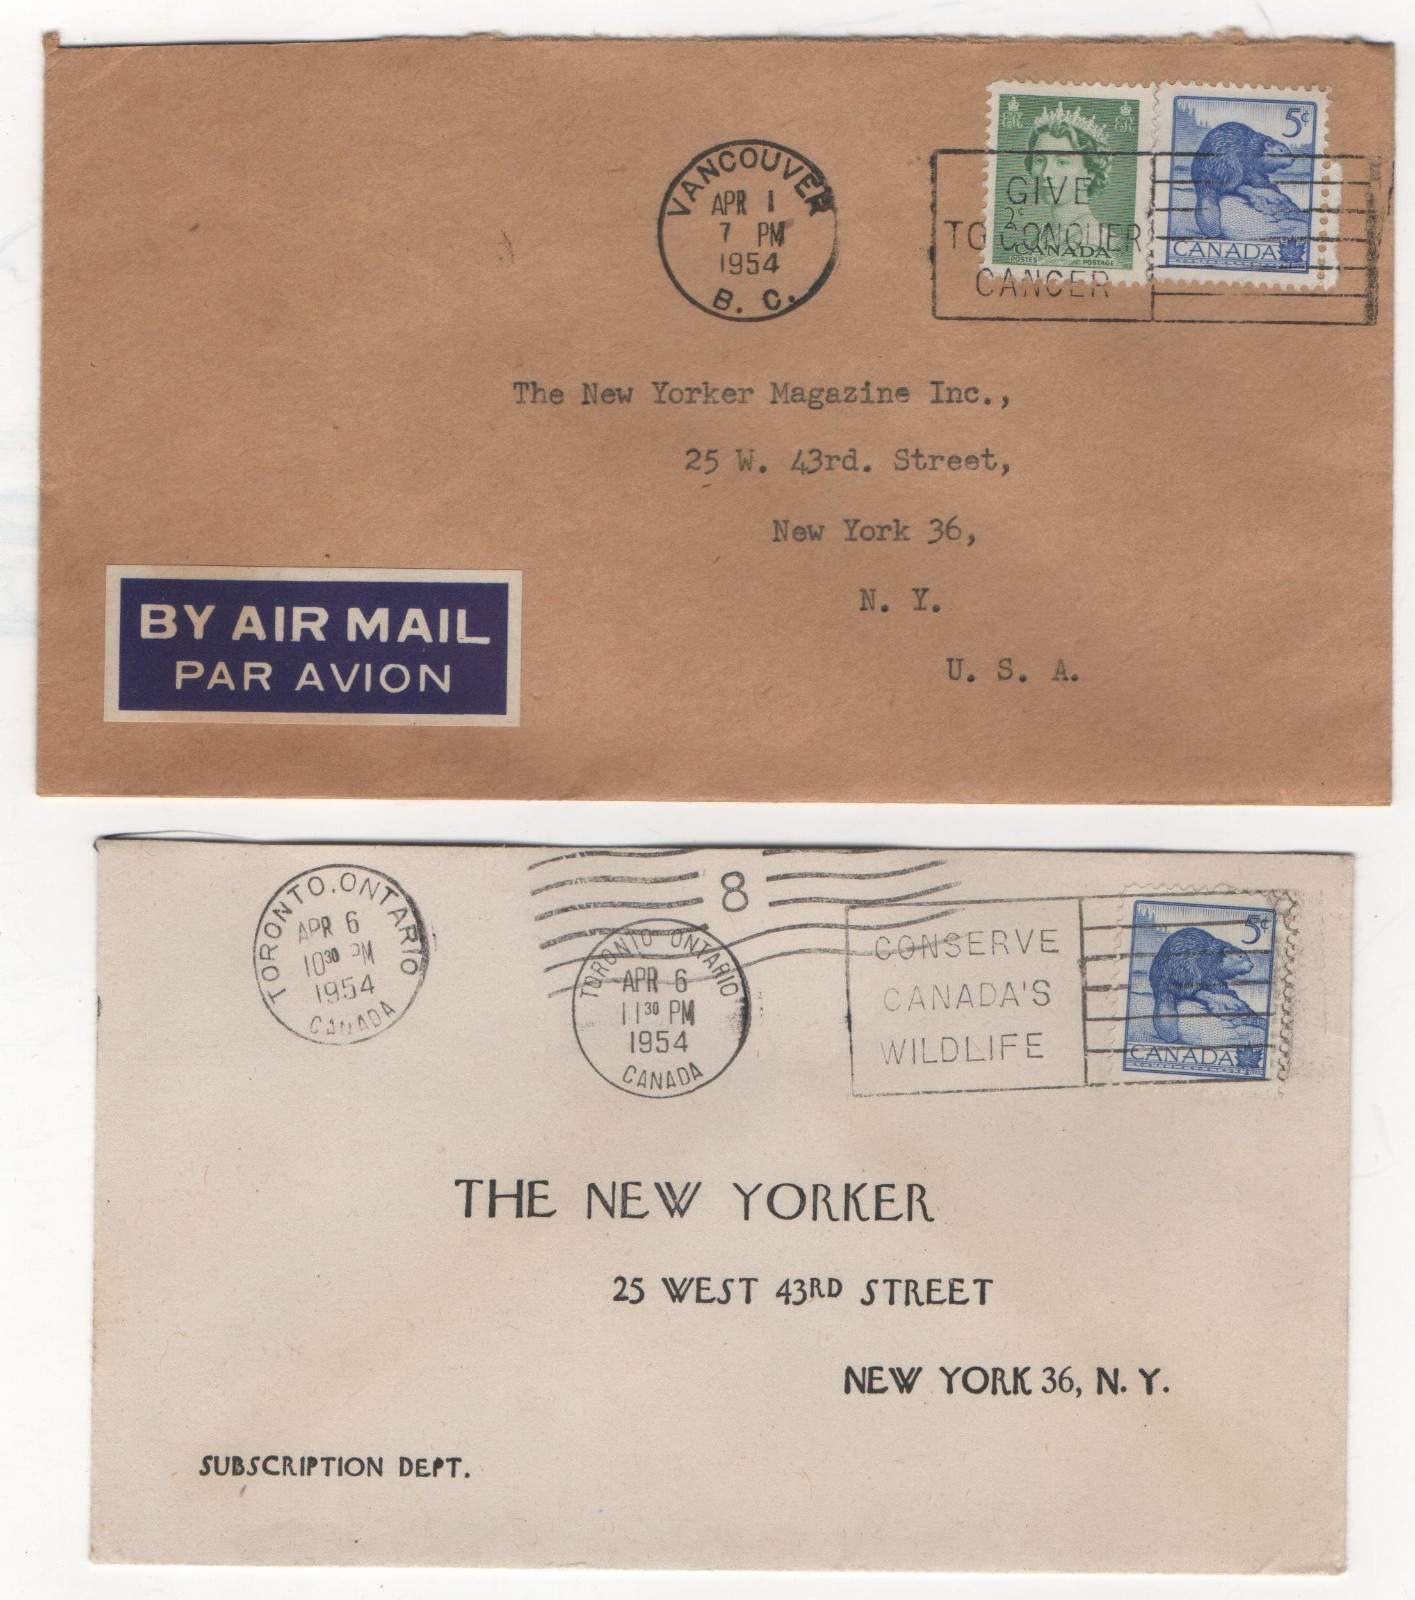 VANCOUVER
APR 1
7 PM
1954
B. C.
GIVE
TO CONQUER
CANCER
2¢
CANADA
POSTES POSTAGE
5¢
CANADA
The New Yorker Magazine Inc.,
25 W. 43rd. Street,
New York 36,
N. Y.
U. S. A.
BY AIR MAIL
PAR AVION
TORONTO. ONTARIO
APR 6
10 30 PM
1954
CANADA
8
TORONTO ONTARIO
APR 6
11 30 PM
1954
CANADA
CONSERVE
CANADA'S
WILDLIFE
5¢
CANADA
THE NEW YORKER
25 WEST 43RD STREET
NEW YORK 36, N. Y.
SUBSCRIPTION DEPT.